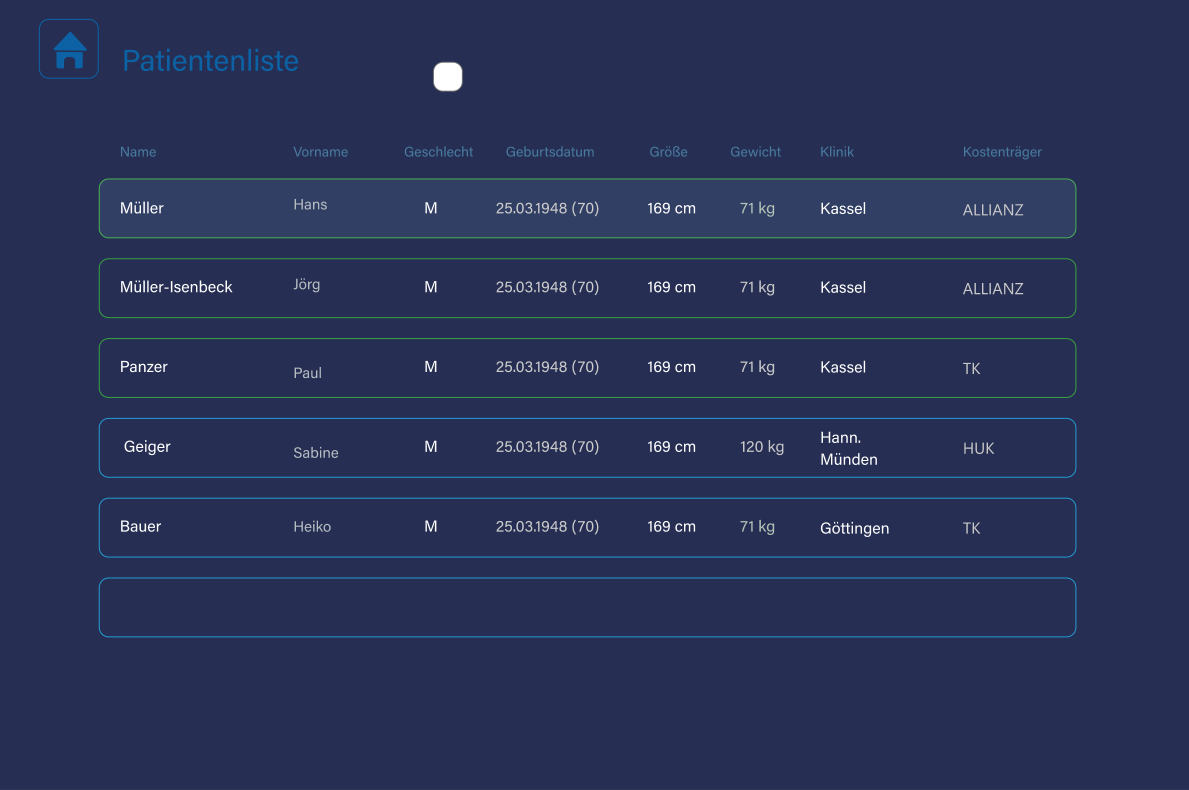 Patientenliste
Name Vorname Geschlecht Geburtsdatum Größe Gewicht Klinik Kostenträger
Müller Hans M 25.03.1948 (70) 169 cm 71 kg Kassel ALLIANZ
Müller-Isenbeck Jörg M 25.03.1948 (70) 169 cm 71 kg Kassel ALLIANZ
Panzer Paul M 25.03.1948 (70) 169 cm 71 kg Kassel TK
Geiger Sabine M 25.03.1948 (70) 169 cm 120 kg Hann. Münden HUK
Bauer Heiko M 25.03.1948 (70) 169 cm 71 kg Göttingen TK